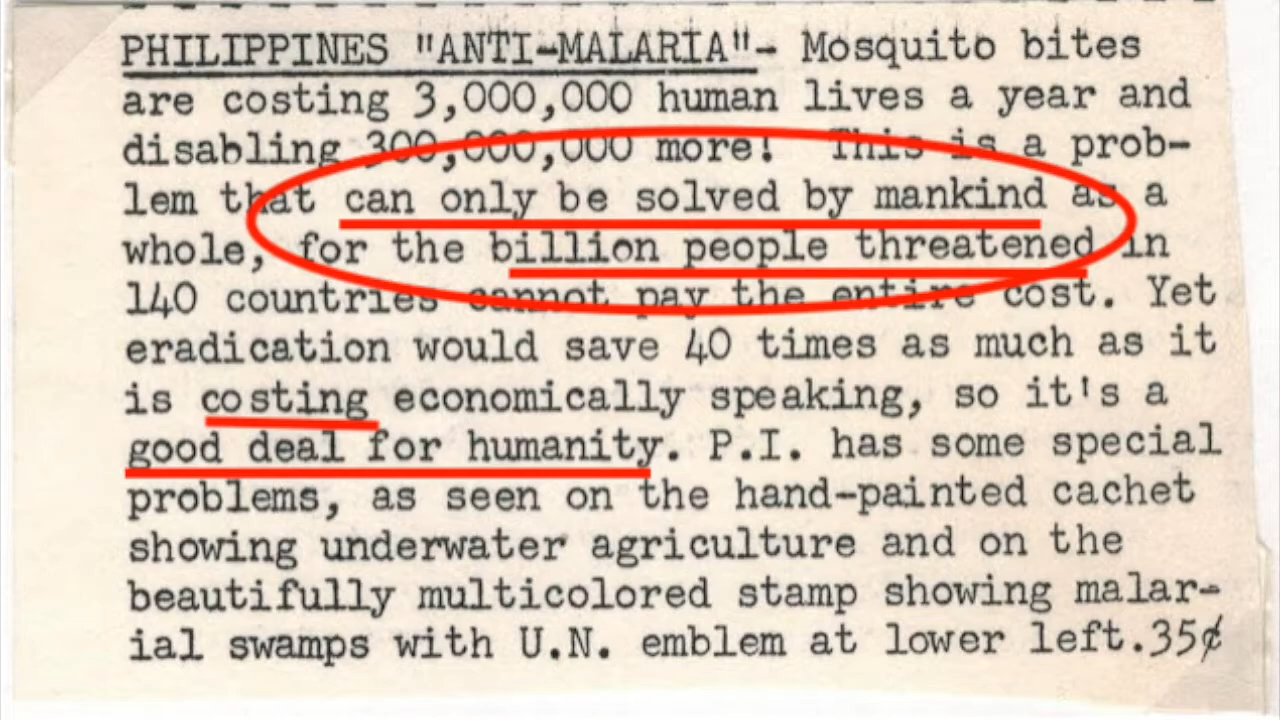 PHILIPPINES "ANTI-MALARIA"- Mosquito bites
are costing 3,000,000 human lives a year and
disabling 300,000,000 more! This is a prob-
lem that can only be solved by mankind as a
whole, for the billion people threatened in
140 countries cannot pay the entire cost. Yet
eradication would save 40 times as much as it
is costing economically speaking, so it's a
good deal for humanity. P.I. has some special
problems, as seen on the hand-painted cachet
showing underwater agriculture and on the
beautifully multicolored stamp showing malar-
ial swamps with U.N. emblem at lower left.35¢